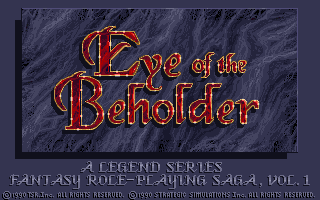 Eye of the
Beholder
A LEGEND SERIES
FANTASY ROLE-PLAYING SAGA, VOL. 1
©1990 TSR, Inc. ALL RIGHTS RESERVED. ©1990 STRATEGIC SIMULATIONS Inc. ALL RIGHTS RESERVED.